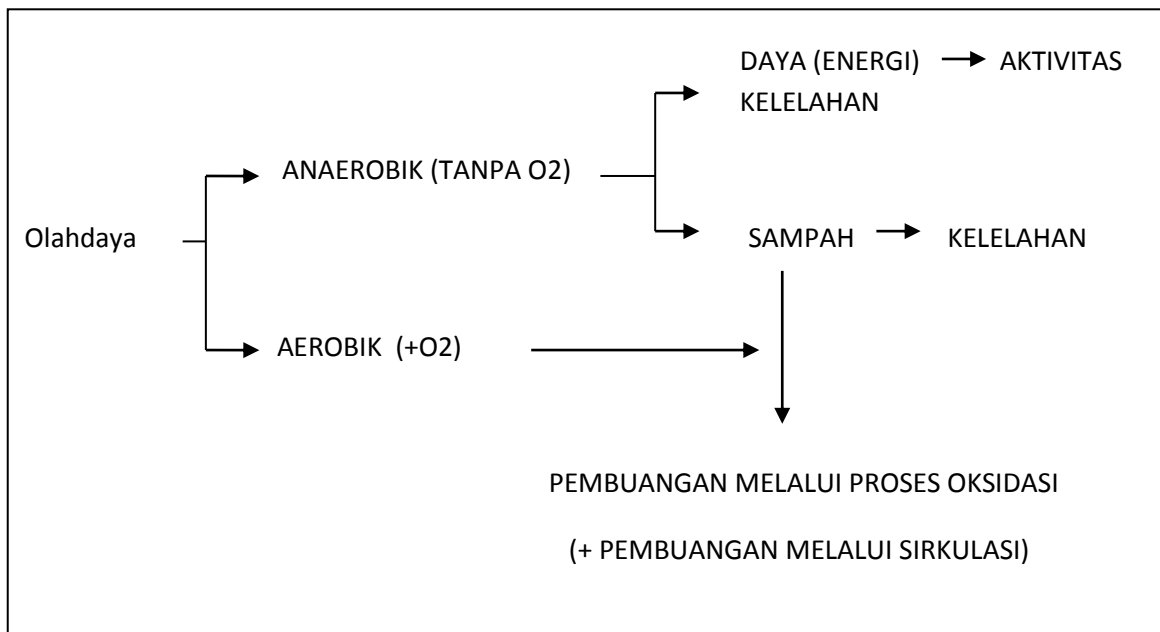 DAYA (ENERGI) AKTIVITAS
KELELAHAN
ANAEROBIK (TANPA O2)
Olahdaya
SAMPAH KELELAHAN
AEROBIK (+O2)
PEMBUANGAN MELALUI PROSES OKSIDASI
(+ PEMBUANGAN MELALUI SIRKULASI)